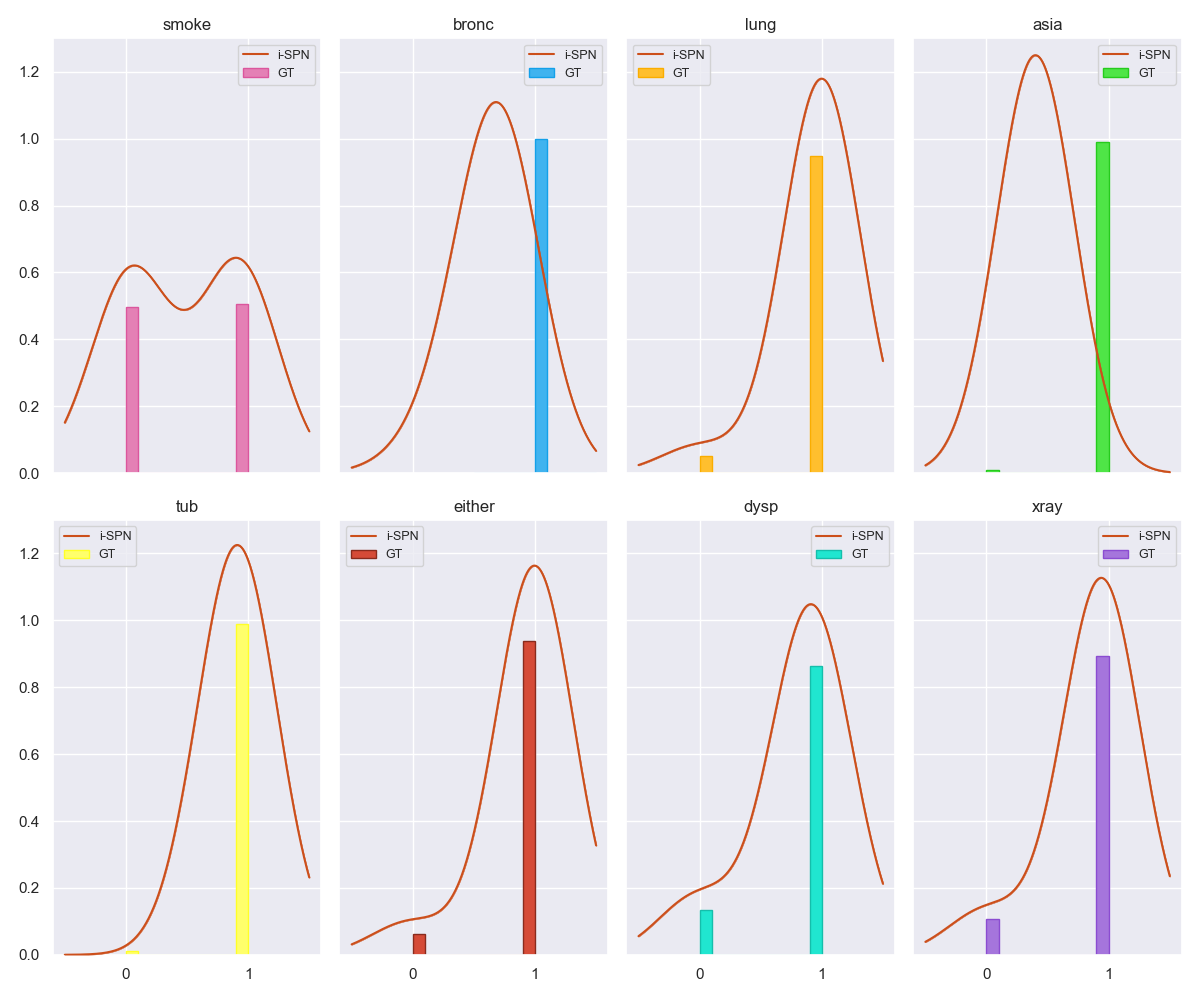 smoke
bronc
lung
asia
i-SPN
GT
i-SPN
GT
i-SPN
GT
i-SPN
GT
1.2
1.0
0.8
0.6
0.4
0.2
0.0
tub
either
dysp
xray
i-SPN
GT
i-SPN
GT
i-SPN
GT
i-SPN
GT
1.2
1.0
0.8
0.6
0.4
0.2
0.0
0 1
0 1
0 1
0 1